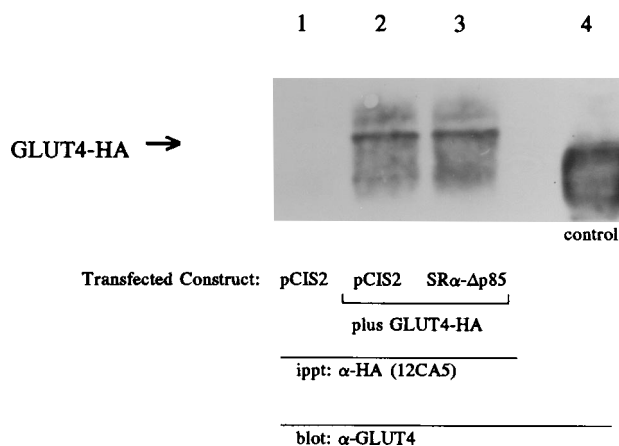 1 2 3 4
GLUT4-HA →
control
Transfected Construct: pCIS2 pCIS2 SRα-Δp85
plus GLUT4-HA
ippt: α-HA (12CA5)
blot: α-GLUT4